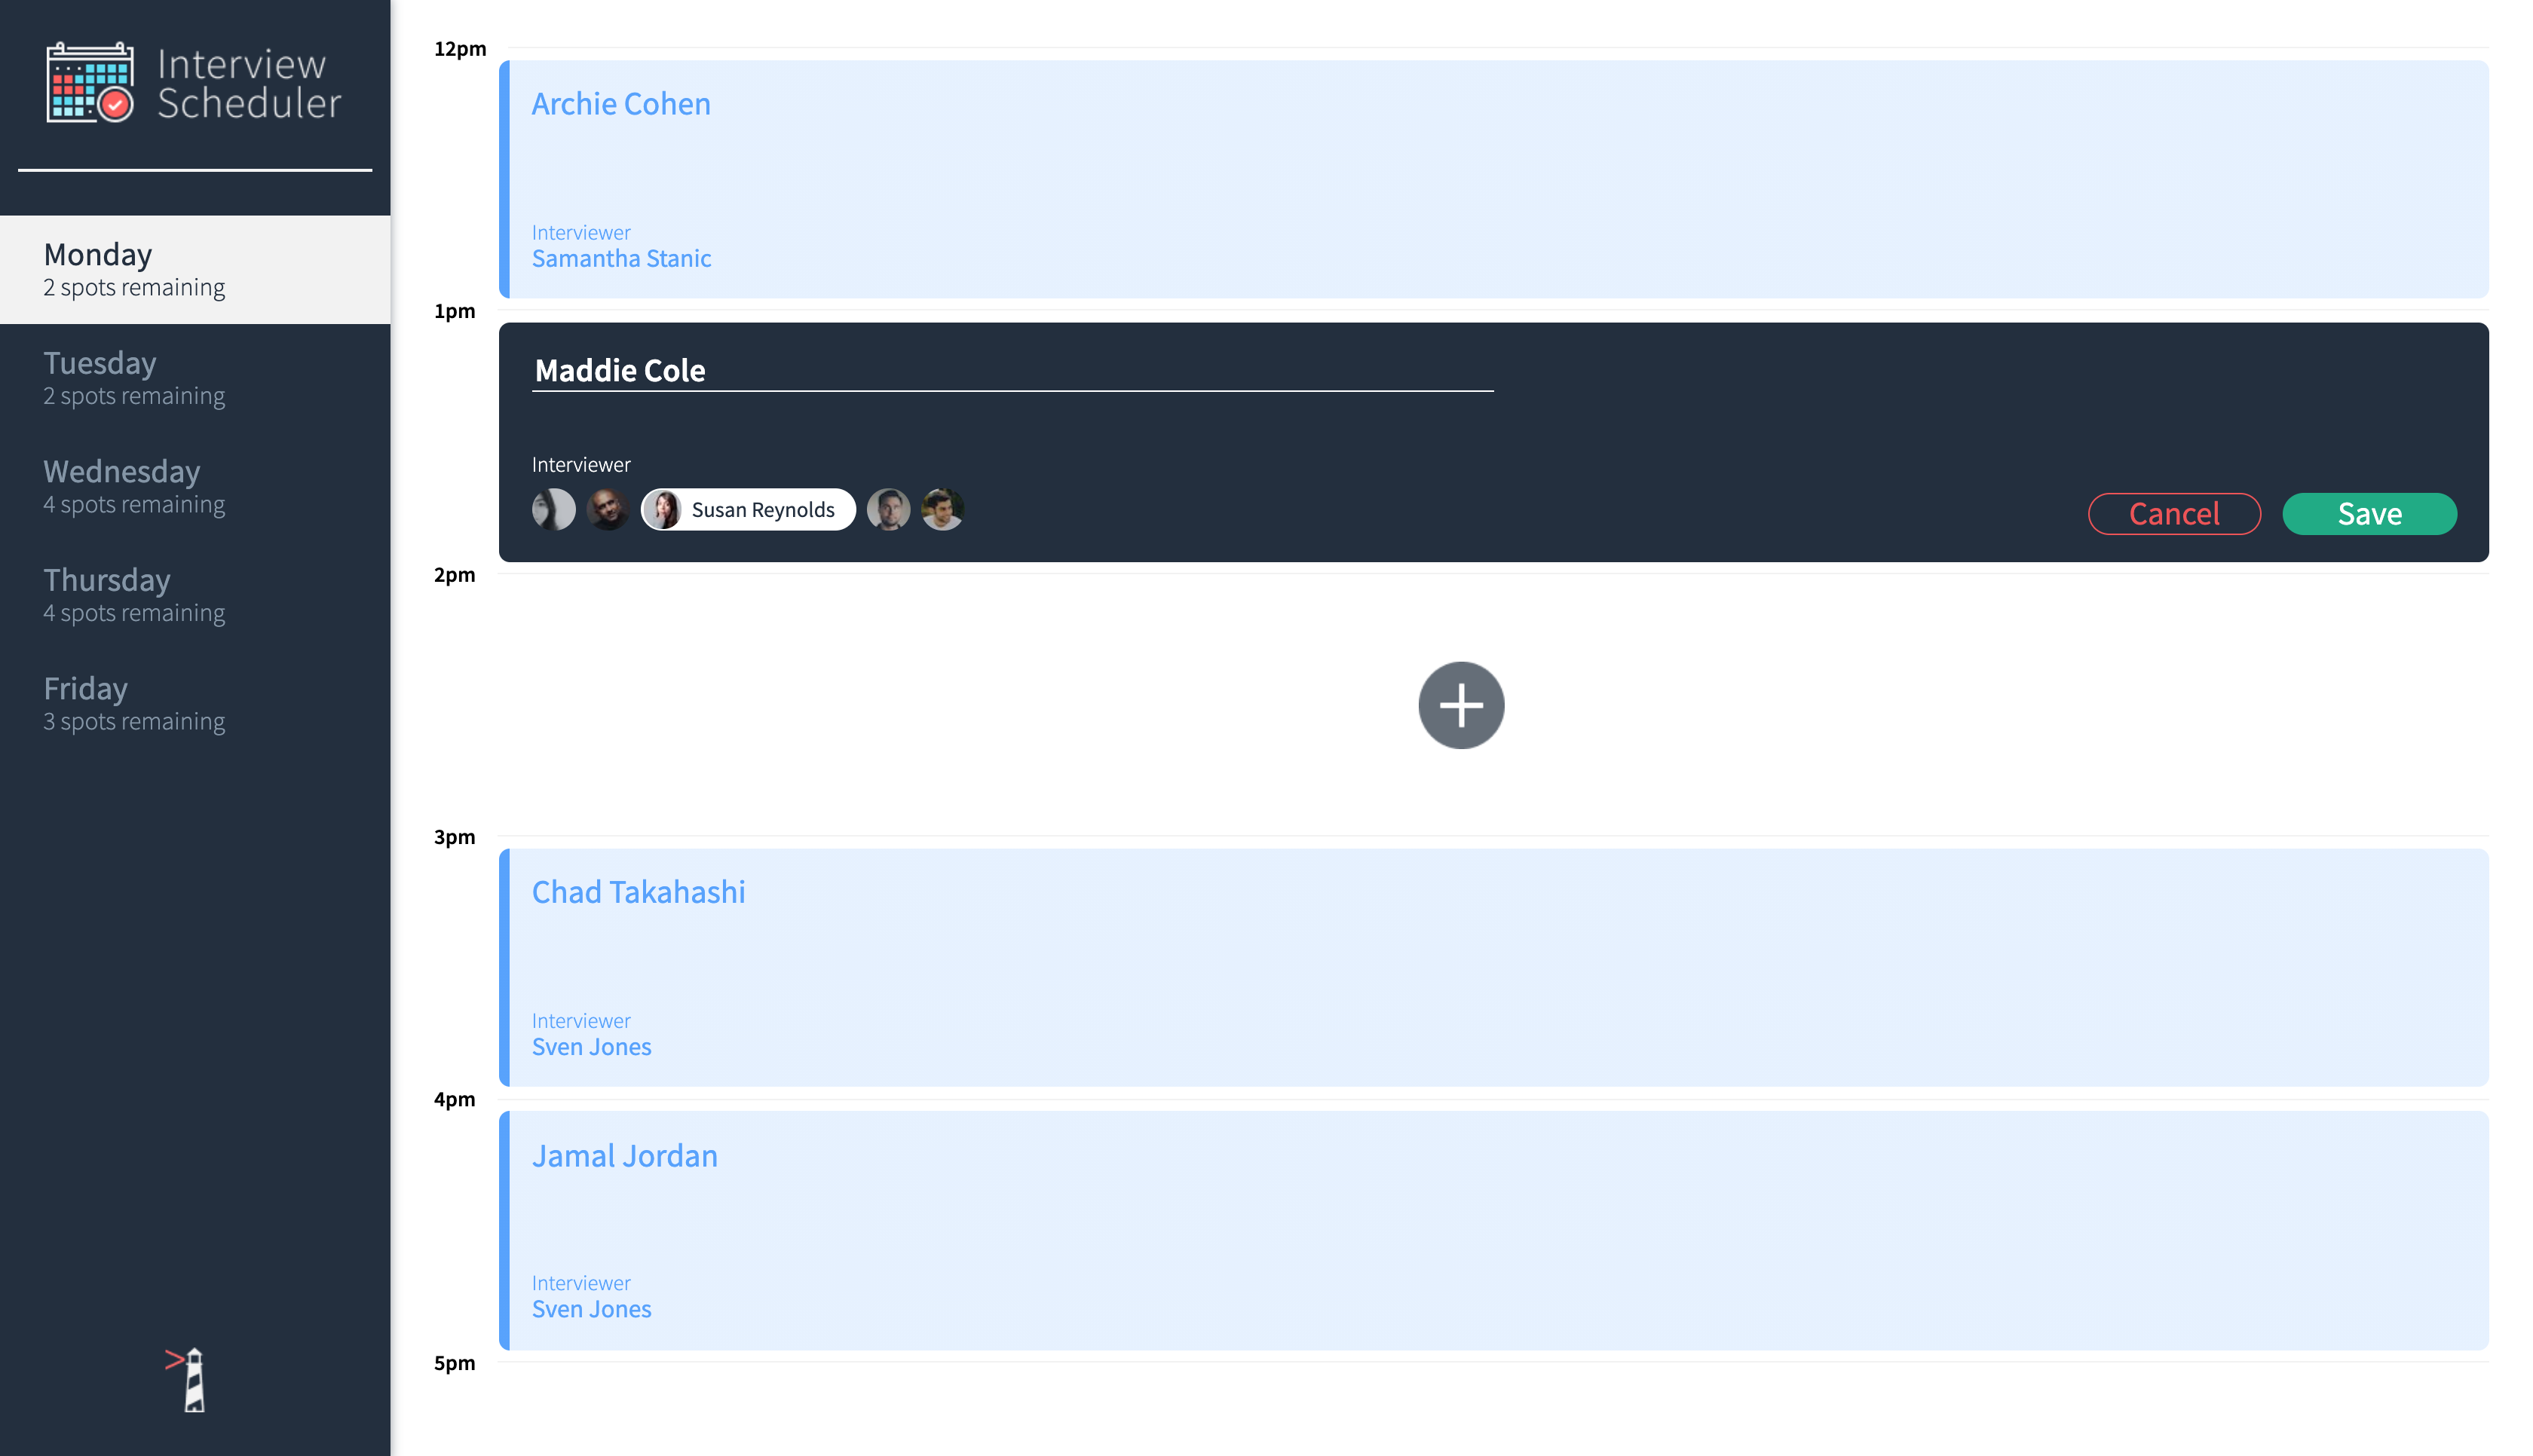 Interview
Scheduler
Monday
2 spots remaining
Tuesday
2 spots remaining
Wednesday
4 spots remaining
Thursday
4 spots remaining
Friday
3 spots remaining
12pm
Archie Cohen
Interviewer
Samantha Stanic
1pm
Maddie Cole
Interviewer
Susan Reynolds
Cancel
Save
2pm
3pm
Chad Takahashi
Interviewer
Sven Jones
4pm
Jamal Jordan
Interviewer
Sven Jones
5pm